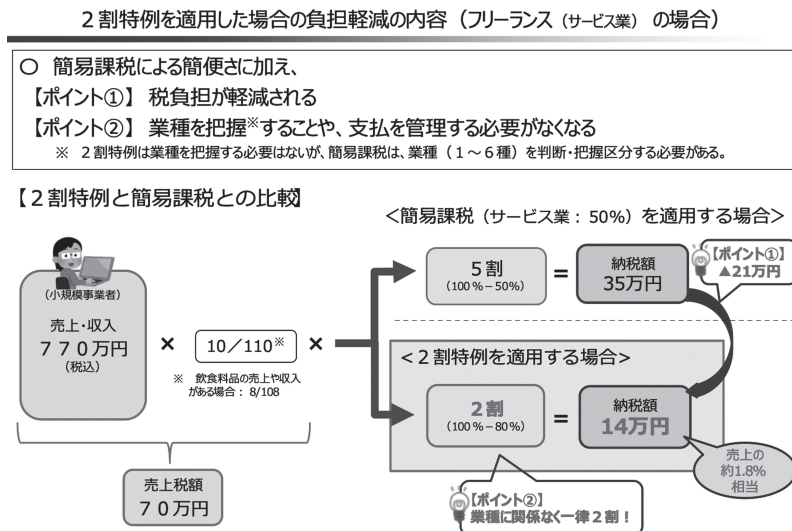 2割特例を適用した場合の負担軽減の内容（フリーランス（サービス業）の場合）
○ 簡易課税による簡便さに加え、
【ポイント①】 税負担が軽減される
【ポイント②】 業種を把握※することや、支払を管理する必要がなくなる
※ 2割特例は業種を把握する必要はないが、簡易課税は、業種（1～6種）を判断・把握区分する必要がある。
【2割特例と簡易課税との比較】
＜簡易課税（サービス業：50%）を適用する場合＞
（小規模事業者）
売上・収入
７７０万円
（税込）
×
10／110※
×
※ 飲食料品の売上や収入
がある場合：8/108
売上税額
７０万円
5割
（100％－50%）
＝
納税額
35万円
【ポイント①】
▲21万円
＜2割特例を適用する場合＞
2割
（100％－80%）
＝
納税額
14万円
売上の
約1.8%
相当
【ポイント②】
業種に関係なく一律2割！